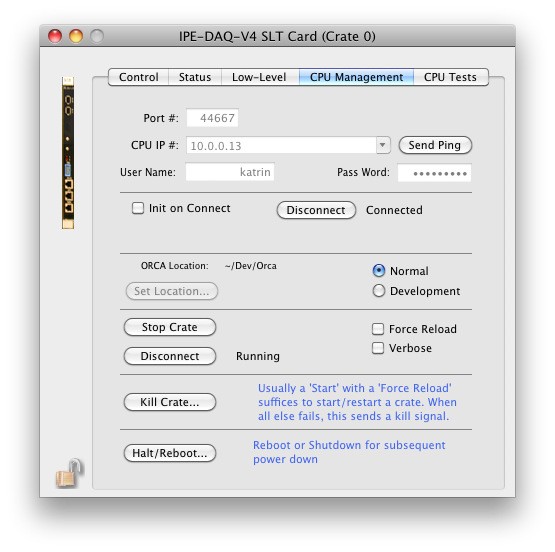 IPE-DAQ-V4 SLT Card (Crate 0)
Control Status Low-Level CPU Management CPU Tests
Port #: 44667
CPU IP #: 10.0.0.13 Send Ping
User Name: katrin Pass Word: •••••••••
Init on Connect Disconnect Connected
ORCA Location: ~/Dev/Orca
Normal
Set Location... Development
Stop Crate Force Reload
Verbose
Disconnect Running
Kill Crate... Usually a 'Start' with a 'Force Reload'
suffices to start/restart a crate. When
all else fails, this sends a kill signal.
Halt/Reboot... Reboot or Shutdown for subsequent
power down